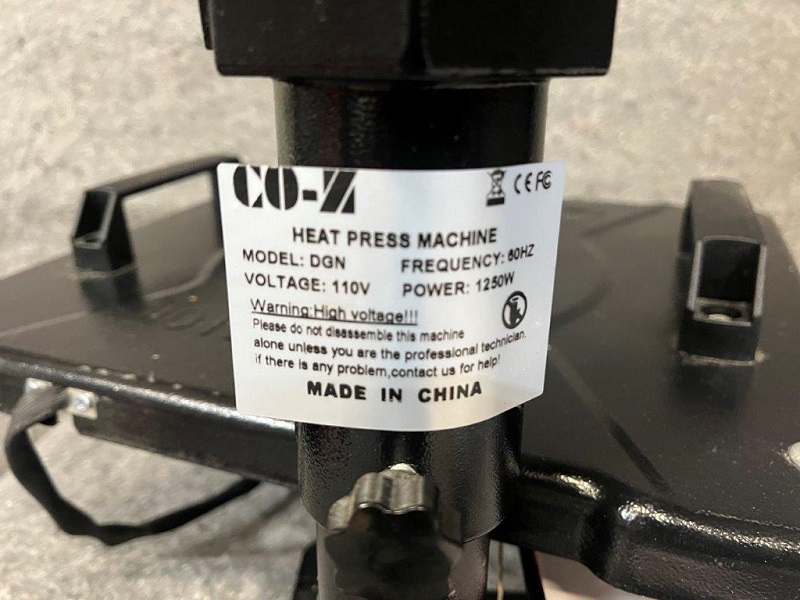 CO-Z
CE FC
HEAT PRESS MACHINE
MODEL: DGN FREQUENCY: 60HZ
VOLTAGE: 110V POWER: 1250W
Warning:High voltage!!!
Please do not disassemble this machine
alone unless you are the professional technician.
if there is any problem,contact us for help!
MADE IN CHINA